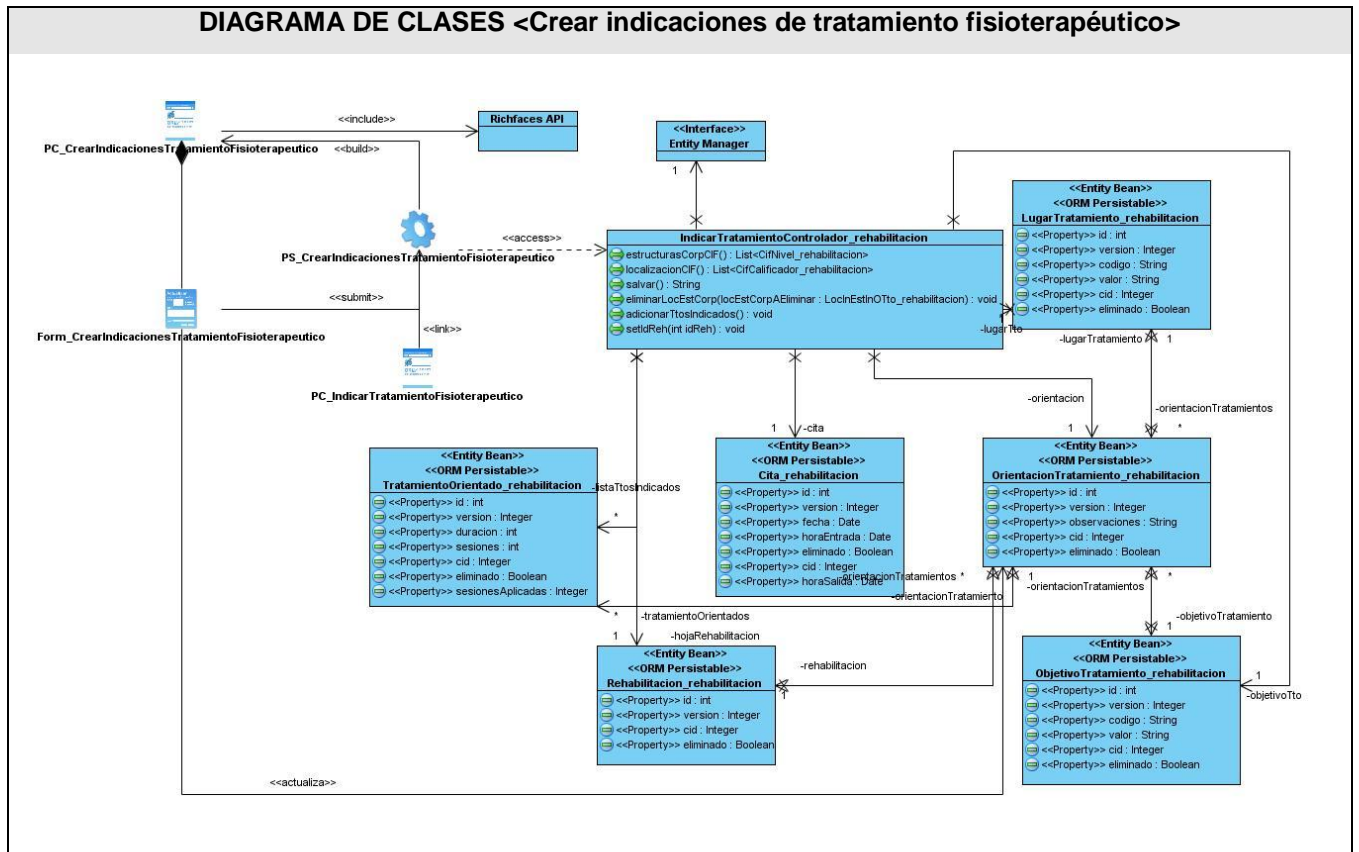 DIAGRAMA DE CLASES <Crear indicaciones de tratamiento fisioterapéutico>
PC_CrearIndicacionesTratamientoFisioterapeutico
<<include>>
<<build>>
Richfaces API
<<Interface>>
Entity Manager
1
PS_CrearIndicacionesTratamientoFisioterapeutico
<<access>>
Form_CrearIndicacionesTratamientoFisioterapeutico
<<submit>>
<<link>>
PC_IndicarTratamientoFisioterapeutico
IndicarTratamientoControlador_rehabilitacion
estructurasCorpCIF() : List<CifNivel_rehabilitacion>
localizacionCIF() : List<CifCalificador_rehabilitacion>
salvar() : String
eliminarLocEstCorp(locEstCorpAEliminar : LocInEstInOTto_rehabilitacion) : void
adicionarTtosIndicados() : void
setIdReh(int idReh) : void
<<Entity Bean>>
<<ORM Persistable>>
LugarTratamiento_rehabilitacion
<<Property>> id : int
<<Property>> version : Integer
<<Property>> codigo : String
<<Property>> valor : String
<<Property>> cid : Integer
<<Property>> eliminado : Boolean
-lugarTto
-lugarTratamiento
1
-orientacion
1
-orientacionTratamientos
*
<<Entity Bean>>
<<ORM Persistable>>
TratamientoOrientado_rehabilitacion
<<Property>> id : int
<<Property>> version : Integer
<<Property>> duracion : int
<<Property>> sesiones : int
<<Property>> cid : Integer
<<Property>> eliminado : Boolean
<<Property>> sesionesAplicadas : Integer
-listaTtosIndicados
*
1
-cita
<<Entity Bean>>
<<ORM Persistable>>
Cita_rehabilitacion
<<Property>> id : int
<<Property>> version : Integer
<<Property>> fecha : Date
<<Property>> horaEntrada : Date
<<Property>> eliminado : Boolean
<<Property>> cid : Integer
<<Property>> horaSalida : Date
<<Entity Bean>>
<<ORM Persistable>>
OrientacionTratamiento_rehabilitacion
<<Property>> id : int
<<Property>> version : Integer
<<Property>> observaciones : String
<<Property>> cid : Integer
<<Property>> eliminado : Boolean
-orientacionTratamientos *
1
*
-orientacionTratamientos
-orientacionTratamiento
* -tratamientoOrientados
1
-hojaRehabilitacion
-objetivoTratamiento
1
<<Entity Bean>>
<<ORM Persistable>>
Rehabilitacion_rehabilitacion
<<Property>> id : int
<<Property>> version : Integer
<<Property>> cid : Integer
<<Property>> eliminado : Boolean
-rehabilitacion
1
<<Entity Bean>>
<<ORM Persistable>>
ObjetivoTratamiento_rehabilitacion
<<Property>> id : int
<<Property>> version : Integer
<<Property>> codigo : String
<<Property>> valor : String
<<Property>> cid : Integer
<<Property>> eliminado : Boolean
1
-objetivoTto
<<actualiza>>